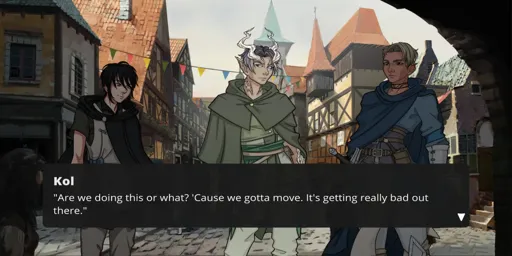 Kol
"Are we doing this or what? 'Cause we gotta move. It's getting really bad out
there."